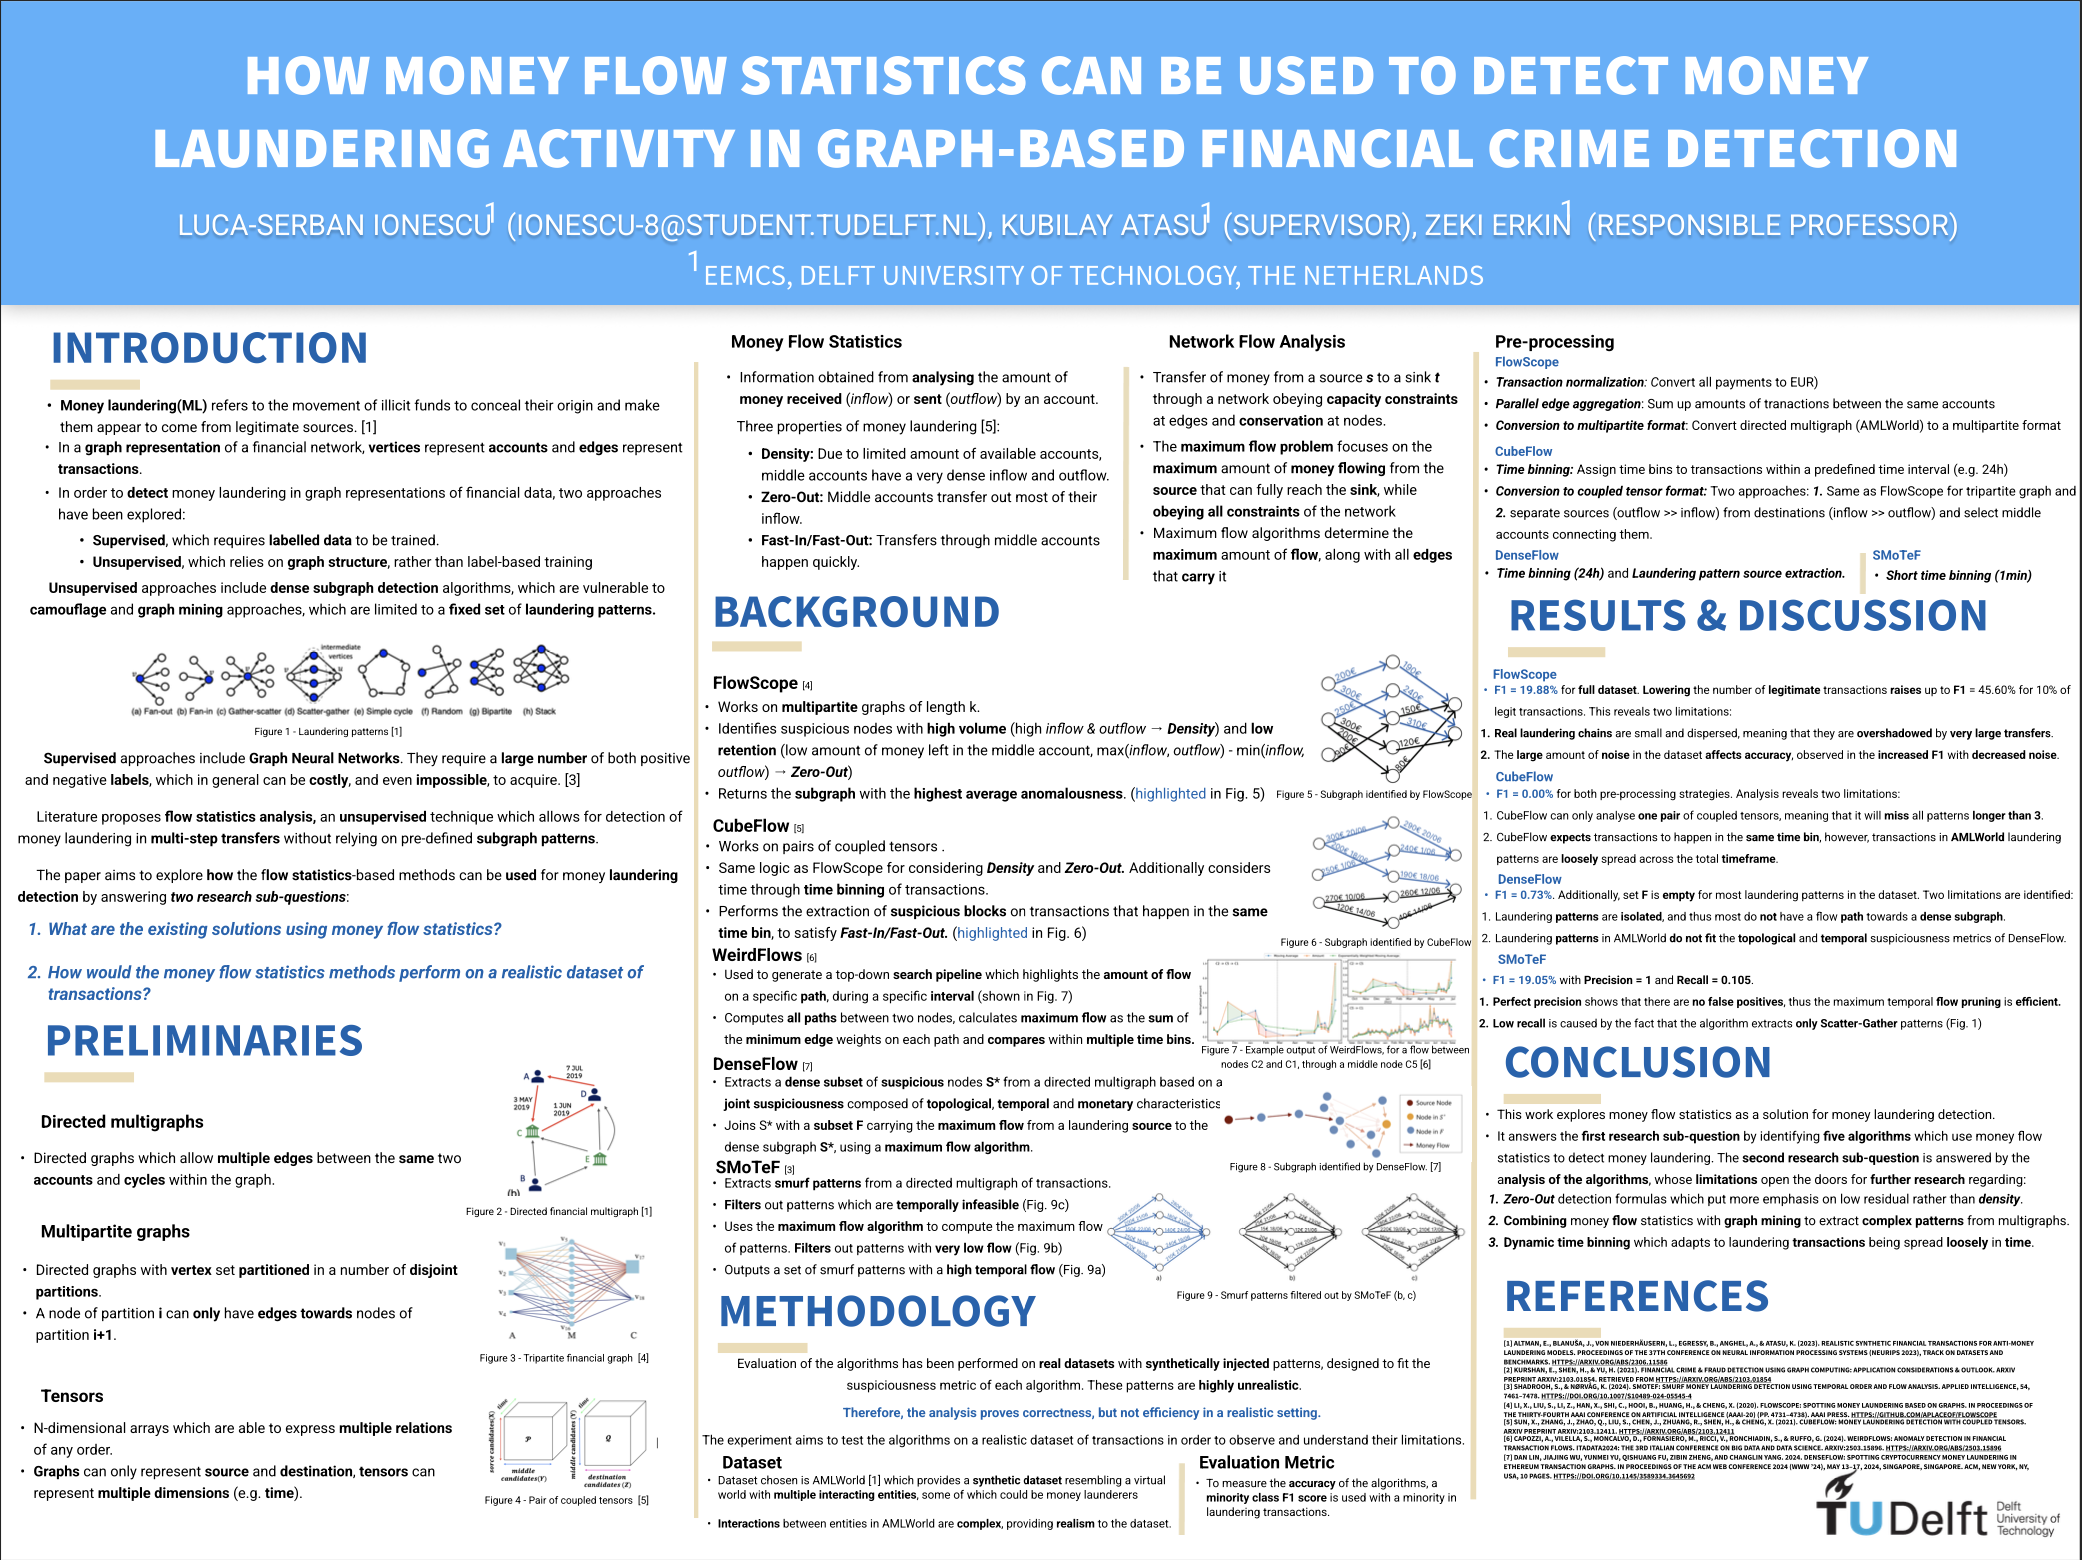 HOW MONEY FLOW STATISTICS CAN BE USED TO DETECT MONEY
LAUNDERING ACTIVITY IN GRAPH-BASED FINANCIAL CRIME DETECTION
LUCA-SERBAN IONESCU1 (IONESCU-8@STUDENT.TUDELFT.NL), KUBILAY ATASU1 (SUPERVISOR), ZEKI ERKIN1 (RESPONSIBLE PROFESSOR)
1EEMCS, DELFT UNIVERSITY OF TECHNOLOGY, THE NETHERLANDS
INTRODUCTION
• Money laundering(ML) refers to the movement of illicit funds to conceal their origin and make
them appear to come from legitimate sources. [1]
• In a graph representation of a financial network, vertices represent accounts and edges represent
transactions.
• In order to detect money laundering in graph representations of financial data, two approaches
have been explored:
• Supervised, which requires labelled data to be trained.
• Unsupervised, which relies on graph structure, rather than label-based training
Unsupervised approaches include dense subgraph detection algorithms, which are vulnerable to
camouflage and graph mining approaches, which are limited to a fixed set of laundering patterns.
intermediate
vertices
(a) Fan-out (b) Fan-in (c) Gather-scatter (d) Scatter-gather (e) Simple cycle (f) Random (g) Bipartite (h) Stack
Figure 1 - Laundering patterns [1]
Supervised approaches include Graph Neural Networks. They require a large number of both positive
and negative labels, which in general can be costly, and even impossible, to acquire. [3]
Literature proposes flow statistics analysis, an unsupervised technique which allows for detection of
money laundering in multi-step transfers without relying on pre-defined subgraph patterns.
The paper aims to explore how the flow statistics-based methods can be used for money laundering
detection by answering two research sub-questions:
1. What are the existing solutions using money flow statistics?
2. How would the money flow statistics methods perform on a realistic dataset of
transactions?
PRELIMINARIES
Directed multigraphs
• Directed graphs which allow multiple edges between the same two
accounts and cycles within the graph.
7 JUL
2019
A
D
3 MAY
2019
1 JUN
2019
C
E
B
(b)
Figure 2 - Directed financial multigraph [1]
Multipartite graphs
• Directed graphs with vertex set partitioned in a number of disjoint
partitions.
• A node of partition i can only have edges towards nodes of
partition i+1.
A M C
Figure 3 - Tripartite financial graph [4]
Tensors
• N-dimensional arrays which are able to express multiple relations
of any order.
• Graphs can only represent source and destination, tensors can
represent multiple dimensions (e.g. time).
time
time
source candidates(X)
middle candidates (Y)
P
Q
middle
candidates(Y)
destination
candidates (Z)
Figure 4 - Pair of coupled tensors [5]
Money Flow Statistics
• Information obtained from analysing the amount of
money received (inflow) or sent (outflow) by an account.
Three properties of money laundering [5]:
• Density: Due to limited amount of available accounts,
middle accounts have a very dense inflow and outflow.
• Zero-Out: Middle accounts transfer out most of their
inflow.
• Fast-In/Fast-Out: Transfers through middle accounts
happen quickly.
Network Flow Analysis
• Transfer of money from a source s to a sink t
through a network obeying capacity constraints
at edges and conservation at nodes.
• The maximum flow problem focuses on the
maximum amount of money flowing from the
source that can fully reach the sink, while
obeying all constraints of the network
• Maximum flow algorithms determine the
maximum amount of flow, along with all edges
that carry it
BACKGROUND
FlowScope [4]
• Works on multipartite graphs of length k.
• Identifies suspicious nodes with high volume (high inflow & outflow → Density) and low
retention (low amount of money left in the middle account, max(inflow, outflow) - min(inflow,
outflow) → Zero-Out)
• Returns the subgraph with the highest average anomalousness. (highlighted in Fig. 5)
200€
300€
250€
300€
200€
90€
190€
240€
150€
310€
120€
80€
Figure 5 - Subgraph identified by FlowScope
CubeFlow [5]
• Works on pairs of coupled tensors .
• Same logic as FlowScope for considering Density and Zero-Out. Additionally considers
time through time binning of transactions.
• Performs the extraction of suspicious blocks on transactions that happen in the same
time bin, to satisfy Fast-In/Fast-Out. (highlighted in Fig. 6)
300€ 20/06
200€ 18/06
250€ 1/06
270€ 10/06
120€ 14/06
290€ 20/06
240€ 1/06
190€ 18/06
260€ 12/06
40€ 14/06
Figure 6 - Subgraph identified by CubeFlow
WeirdFlows [6]
• Used to generate a top-down search pipeline which highlights the amount of flow
on a specific path, during a specific interval (shown in Fig. 7)
• Computes all paths between two nodes, calculates maximum flow as the sum of
the minimum edge weights on each path and compares within multiple time bins.
Figure 7 - Example output of WeirdFlows, for a flow between
nodes C2 and C1, through a middle node C5 [6]
DenseFlow [7]
• Extracts a dense subset of suspicious nodes S* from a directed multigraph based on a
joint suspiciousness composed of topological, temporal and monetary characteristics
• Joins S* with a subset F carrying the maximum flow from a laundering source to the
dense subgraph S*, using a maximum flow algorithm.
Source Node
Node in S*
Node in F
Money Flow
Figure 8 - Subgraph identified by DenseFlow. [7]
SMoTeF [3]
• Extracts smurf patterns from a directed multigraph of transactions.
• Filters out patterns which are temporally infeasible (Fig. 9c)
• Uses the maximum flow algorithm to compute the maximum flow
of patterns. Filters out patterns with very low flow (Fig. 9b)
• Outputs a set of smurf patterns with a high temporal flow (Fig. 9a)
a) b) c)
Figure 9 - Smurf patterns filtered out by SMoTeF (b, c)
METHODOLOGY
Evaluation of the algorithms has been performed on real datasets with synthetically injected patterns, designed to fit the
suspiciousness metric of each algorithm. These patterns are highly unrealistic.
Therefore, the analysis proves correctness, but not efficiency in a realistic setting.
The experiment aims to test the algorithms on a realistic dataset of transactions in order to observe and understand their limitations.
Dataset
• Dataset chosen is AMLWorld [1] which provides a synthetic dataset resembling a virtual
world with multiple interacting entities, some of which could be money launderers
• Interactions between entities in AMLWorld are complex, providing realism to the dataset.
Evaluation Metric
• To measure the accuracy of the algorithms, a
minority class F1 score is used with a minority in
laundering transactions.
Pre-processing
FlowScope
• Transaction normalization: Convert all payments to EUR)
• Parallel edge aggregation: Sum up amounts of tranactions between the same accounts
• Conversion to multipartite format: Convert directed multigraph (AMLWorld) to a multipartite format
CubeFlow
• Time binning: Assign time bins to transactions within a predefined time interval (e.g. 24h)
• Conversion to coupled tensor format: Two approaches: 1. Same as FlowScope for tripartite graph and
2. separate sources (outflow >> inflow) from destinations (inflow >> outflow) and select middle
accounts connecting them.
DenseFlow
• Time binning (24h) and Laundering pattern source extraction.
SMoTeF
• Short time binning (1min)
RESULTS & DISCUSSION
FlowScope
• F1 = 19.88% for full dataset. Lowering the number of legitimate transactions raises up to F1 = 45.60% for 10% of
legit transactions. This reveals two limitations:
1. Real laundering chains are small and dispersed, meaning that they are overshadowed by very large transfers.
2. The large amount of noise in the dataset affects accuracy, observed in the increased F1 with decreased noise.
CubeFlow
• F1 = 0.00% for both pre-processing strategies. Analysis reveals two limitations:
1. CubeFlow can only analyse one pair of coupled tensors, meaning that it will miss all patterns longer than 3.
2. CubeFlow expects transactions to happen in the same time bin, however, transactions in AMLWorld laundering
patterns are loosely spread across the total timeframe.
DenseFlow
• F1 = 0.73%. Additionally, set F is empty for most laundering patterns in the dataset. Two limitations are identified:
1. Laundering patterns are isolated, and thus most do not have a flow path towards a dense subgraph.
2. Laundering patterns in AMLWorld do not fit the topological and temporal suspiciousness metrics of DenseFlow.
SMoTeF
• F1 = 19.05% with Precision = 1 and Recall = 0.105.
1. Perfect precision shows that there are no false positives, thus the maximum temporal flow pruning is efficient.
2. Low recall is caused by the fact that the algorithm extracts only Scatter-Gather patterns (Fig. 1)
CONCLUSION
• This work explores money flow statistics as a solution for money laundering detection.
• It answers the first research sub-question by identifying five algorithms which use money flow
statistics to detect money laundering. The second research sub-question is answered by the
analysis of the algorithms, whose limitations open the doors for further research regarding:
1. Zero-Out detection formulas which put more emphasis on low residual rather than density.
2. Combining money flow statistics with graph mining to extract complex patterns from multigraphs.
3. Dynamic time binning which adapts to laundering transactions being spread loosely in time.
REFERENCES
[1] ALTMAN, E., BLANUŠA, J., VON NIEDERHÄUSERN, L., EGRESSY, B., ANGHEL, A., & ATASU, K. (2023). REALISTIC SYNTHETIC FINANCIAL TRANSACTIONS FOR ANTI-MONEY
LAUNDERING MODELS. PROCEEDINGS OF THE 37TH CONFERENCE ON NEURAL INFORMATION PROCESSING SYSTEMS (NEURIPS 2023), TRACK ON DATASETS AND
BENCHMARKS. HTTPS://ARXIV.ORG/ABS/2306.11586
[2] KURSHAN, E., SHEN, H., & YU, H. (2021). FINANCIAL CRIME & FRAUD DETECTION USING GRAPH COMPUTING: APPLICATION CONSIDERATIONS & OUTLOOK. ARXIV
PREPRINT ARXIV:2103.01854. RETRIEVED FROM HTTPS://ARXIV.ORG/ABS/2103.01854
[3] SHADROOH, S., & NØRVÅG, K. (2024). SMOTEF: SMURF MONEY LAUNDERING DETECTION USING TEMPORAL ORDER AND FLOW ANALYSIS. APPLIED INTELLIGENCE, 54,
7461–7478. HTTPS://DOI.ORG/10.1007/S10489-024-05545-4
[4] LI, X., LIU, S., LI, Z., HAN, X., SHI, C., HOOI, B., HUANG, H., & CHENG, X. (2020). FLOWSCOPE: SPOTTING MONEY LAUNDERING BASED ON GRAPHS. IN PROCEEDINGS OF
THE THIRTY-FOURTH AAAI CONFERENCE ON ARTIFICIAL INTELLIGENCE (AAAI-20) (PP. 4731–4738). AAAI PRESS. HTTPS://GITHUB.COM/APLACEOF/FLOWSCOPE
[5] SUN, X., ZHANG, J., ZHAO, Q., LIU, S., CHEN, J., ZHUANG, R., SHEN, H., & CHENG, X. (2021). CUBEFLOW: MONEY LAUNDERING DETECTION WITH COUPLED TENSORS.
ARXIV PREPRINT ARXIV:2103.12411. HTTPS://ARXIV.ORG/ABS/2103.12411
[6] CAPOZZI, A., VILELLA, S., MONCALVO, D., FORNASIERO, M., RICCI, V., RONCHIADIN, S., & RUFFO, G. (2024). WEIRDFLOWS: ANOMALY DETECTION IN FINANCIAL
TRANSACTION FLOWS. ITADATA2024: THE 3RD ITALIAN CONFERENCE ON BIG DATA AND DATA SCIENCE. ARXIV:2503.15896. HTTPS://ARXIV.ORG/ABS/2503.15896
[7] DAN LIN, JIAJING WU, YUNMEI YU, QISHUANG FU, ZIBIN ZHENG, AND CHANGLIN YANG. 2024. DENSEFLOW: SPOTTING CRYPTOCURRENCY MONEY LAUNDERING IN
ETHEREUM TRANSACTION GRAPHS. IN PROCEEDINGS OF THE ACM WEB CONFERENCE 2024 (WWW '24), MAY 13–17, 2024, SINGAPORE, SINGAPORE. ACM, NEW YORK, NY,
USA, 10 PAGES. HTTPS://DOI.ORG/10.1145/3589334.3645692
TUDelft
Delft
University of
Technology